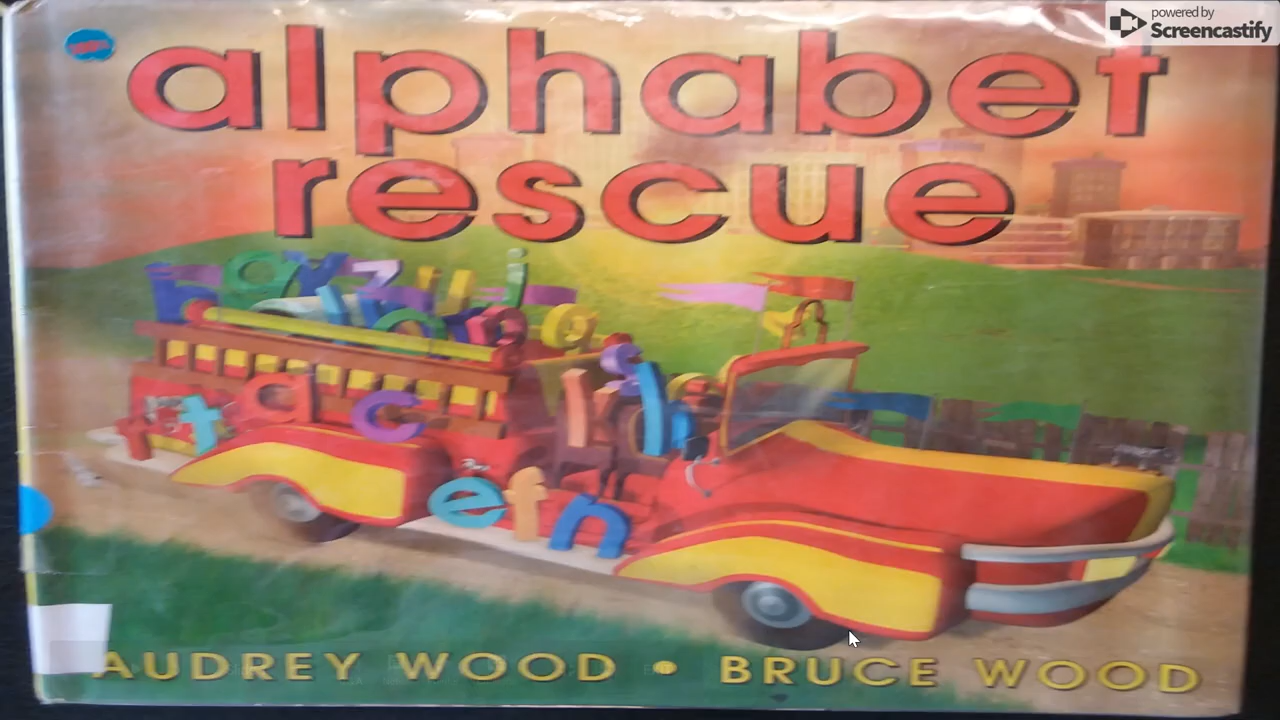 powered by
Screencastify
alphabet
rescue
AUDREY WOOD • BRUCE WOOD